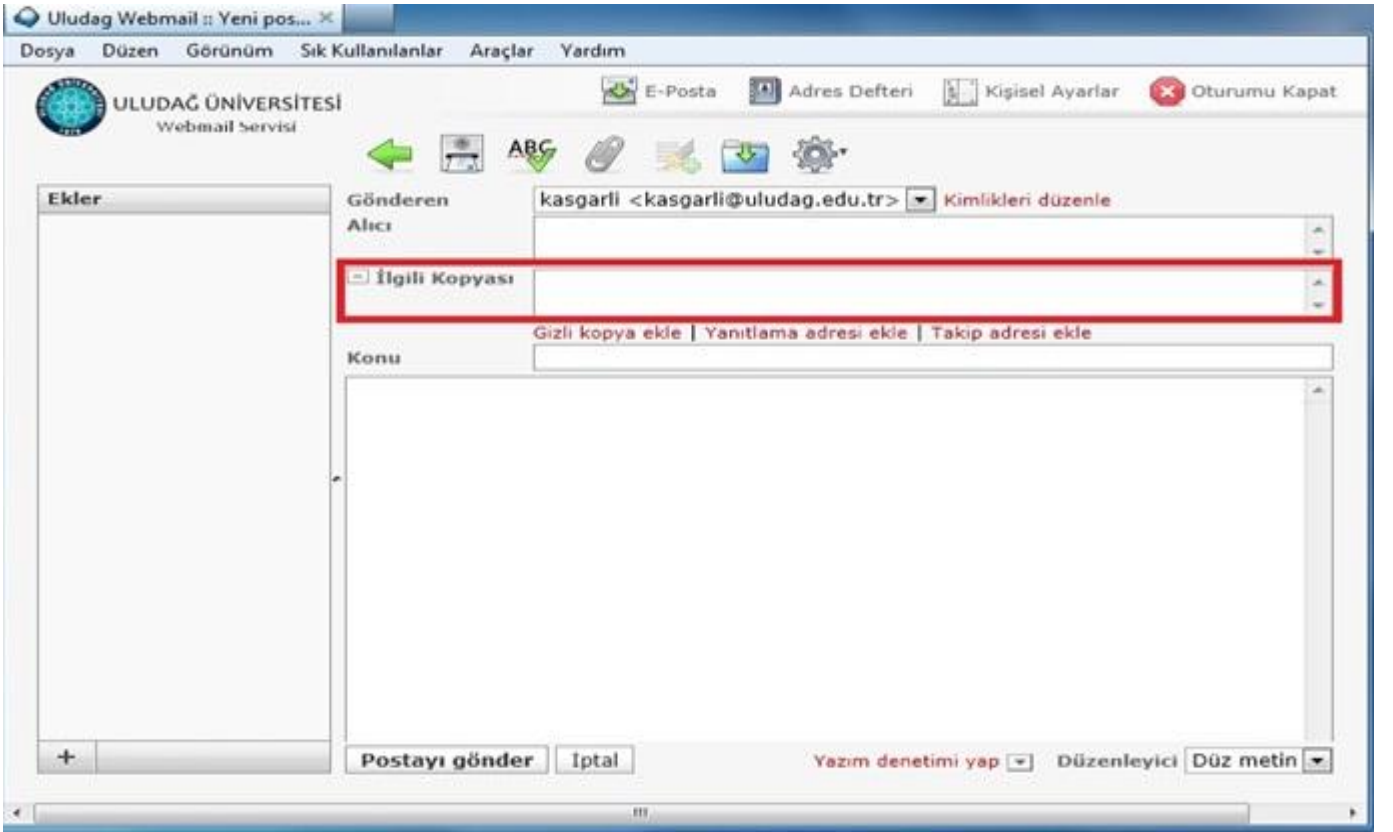 Uludag Webmail :: Yeni pos...
Dosya Düzen Görünüm Sık Kullanılanlar Araçlar Yardım
E-Posta Adres Defteri Kişisel Ayarlar Oturumu Kapat
ULUDAĞ ÜNİVERSİTESİ
Webmail Servisi
ABC
Ekler
Gönderen kasgarli <kasgarli@uludag.edu.tr> Kimlikleri düzenle
Alıcı
İlgili Kopyası
Gizli kopya ekle | Yanıtlama adresi ekle | Takip adresi ekle
Konu
+ Postayı gönder İptal Yazım denetimi yap Düzenleyici Düz metin